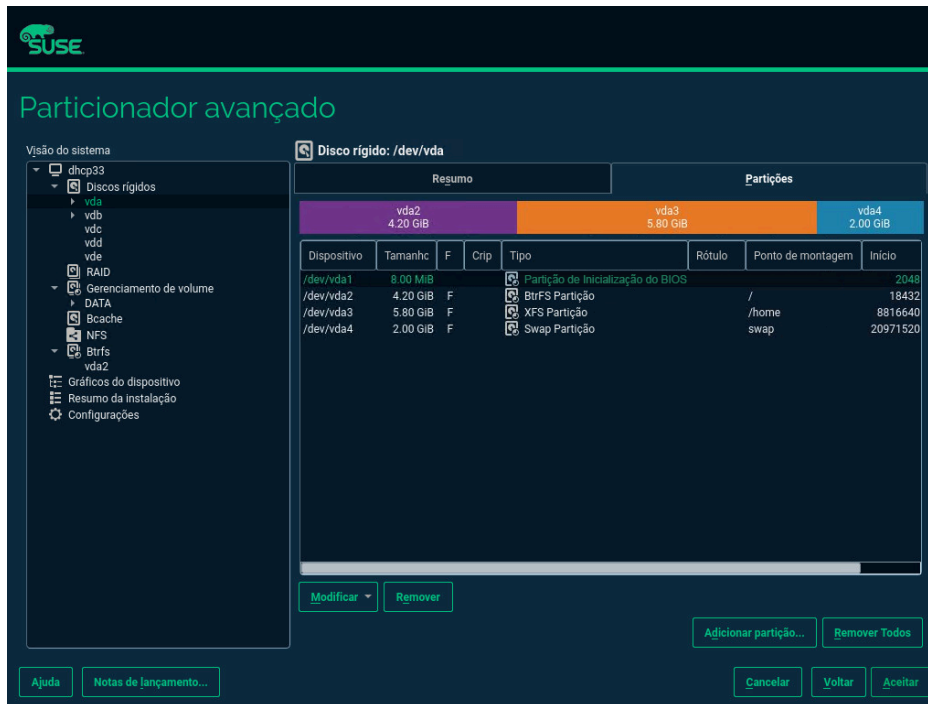 SUSE
Particionador avançado
Visão do sistema
dhcp33
Discos rígidos
vda
vdb
vdc
vdd
vde
RAID
Gerenciamento de volume
DATA
Bcache
NFS
Btrfs
vda2
Gráficos do dispositivo
Resumo da instalação
Configurações
Disco rígido: /dev/vda
Resumo Partições
vda2 vda3 vda4
4.20 GiB 5.80 GiB 2.00 GiB
Dispositivo Tamanhc F Crip Tipo Rótulo Ponto de montagem Início
/dev/vda1 8.00 MiB Partição de Inicialização do BIOS 2048
/dev/vda2 4.20 GiB F BtrFS Partição / 18432
/dev/vda3 5.80 GiB F XFS Partição /home 8816640
/dev/vda4 2.00 GiB F Swap Partição swap 20971520
Modificar Remover
Adicionar partição... Remover Todos
Ajuda Notas de lançamento... Cancelar Voltar Aceitar